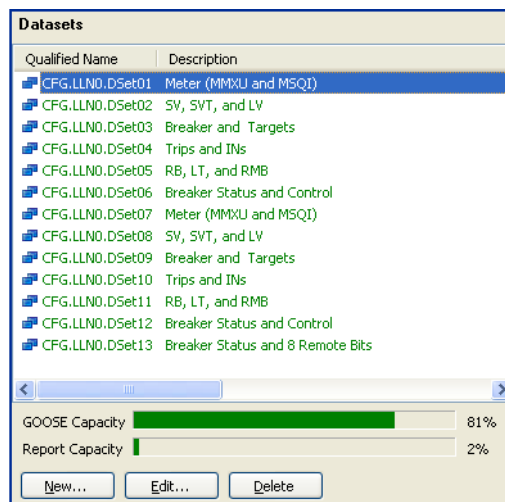 Datasets
Qualified Name Description
CFG.LLN0.DSet01 Meter (MMXU and MSQI)
CFG.LLN0.DSet02 SV, SVT, and LV
CFG.LLN0.DSet03 Breaker and Targets
CFG.LLN0.DSet04 Trips and INs
CFG.LLN0.DSet05 RB, LT, and RMB
CFG.LLN0.DSet06 Breaker Status and Control
CFG.LLN0.DSet07 Meter (MMXU and MSQI)
CFG.LLN0.DSet08 SV, SVT, and LV
CFG.LLN0.DSet09 Breaker and Targets
CFG.LLN0.DSet10 Trips and INs
CFG.LLN0.DSet11 RB, LT, and RMB
CFG.LLN0.DSet12 Breaker Status and Control
CFG.LLN0.DSet13 Breaker Status and 8 Remote Bits
GOOSE Capacity 81%
Report Capacity 2%
New... Edit... Delete